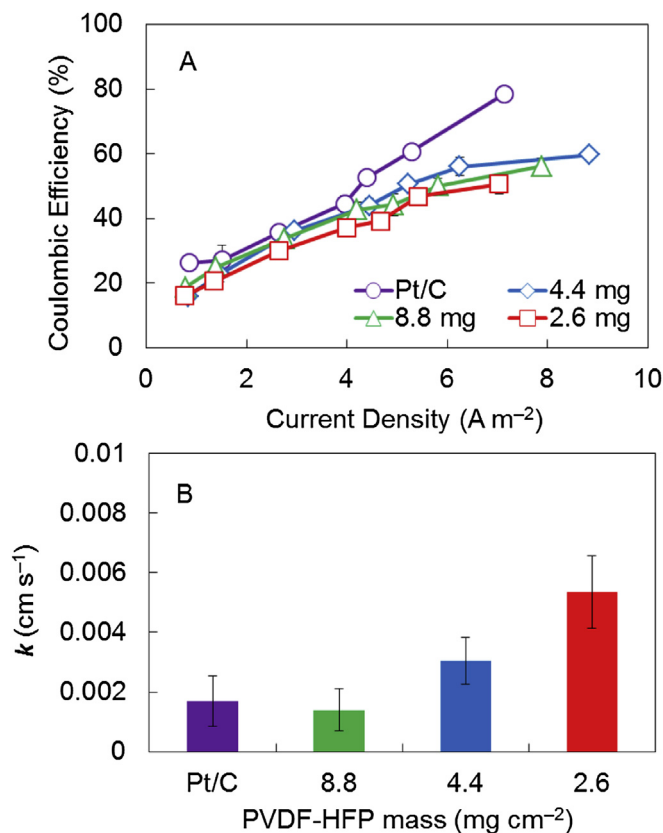 A
Coulombic Efficiency (%)
100
80
60
40
20
0
Pt/C
4.4 mg
8.8 mg
2.6 mg
0 2 4 6 8 10
Current Density (A m⁻²)
B
k (cm s⁻¹)
0.01
0.008
0.006
0.004
0.002
0
Pt/C 8.8 4.4 2.6
PVDF-HFP mass (mg cm⁻²)